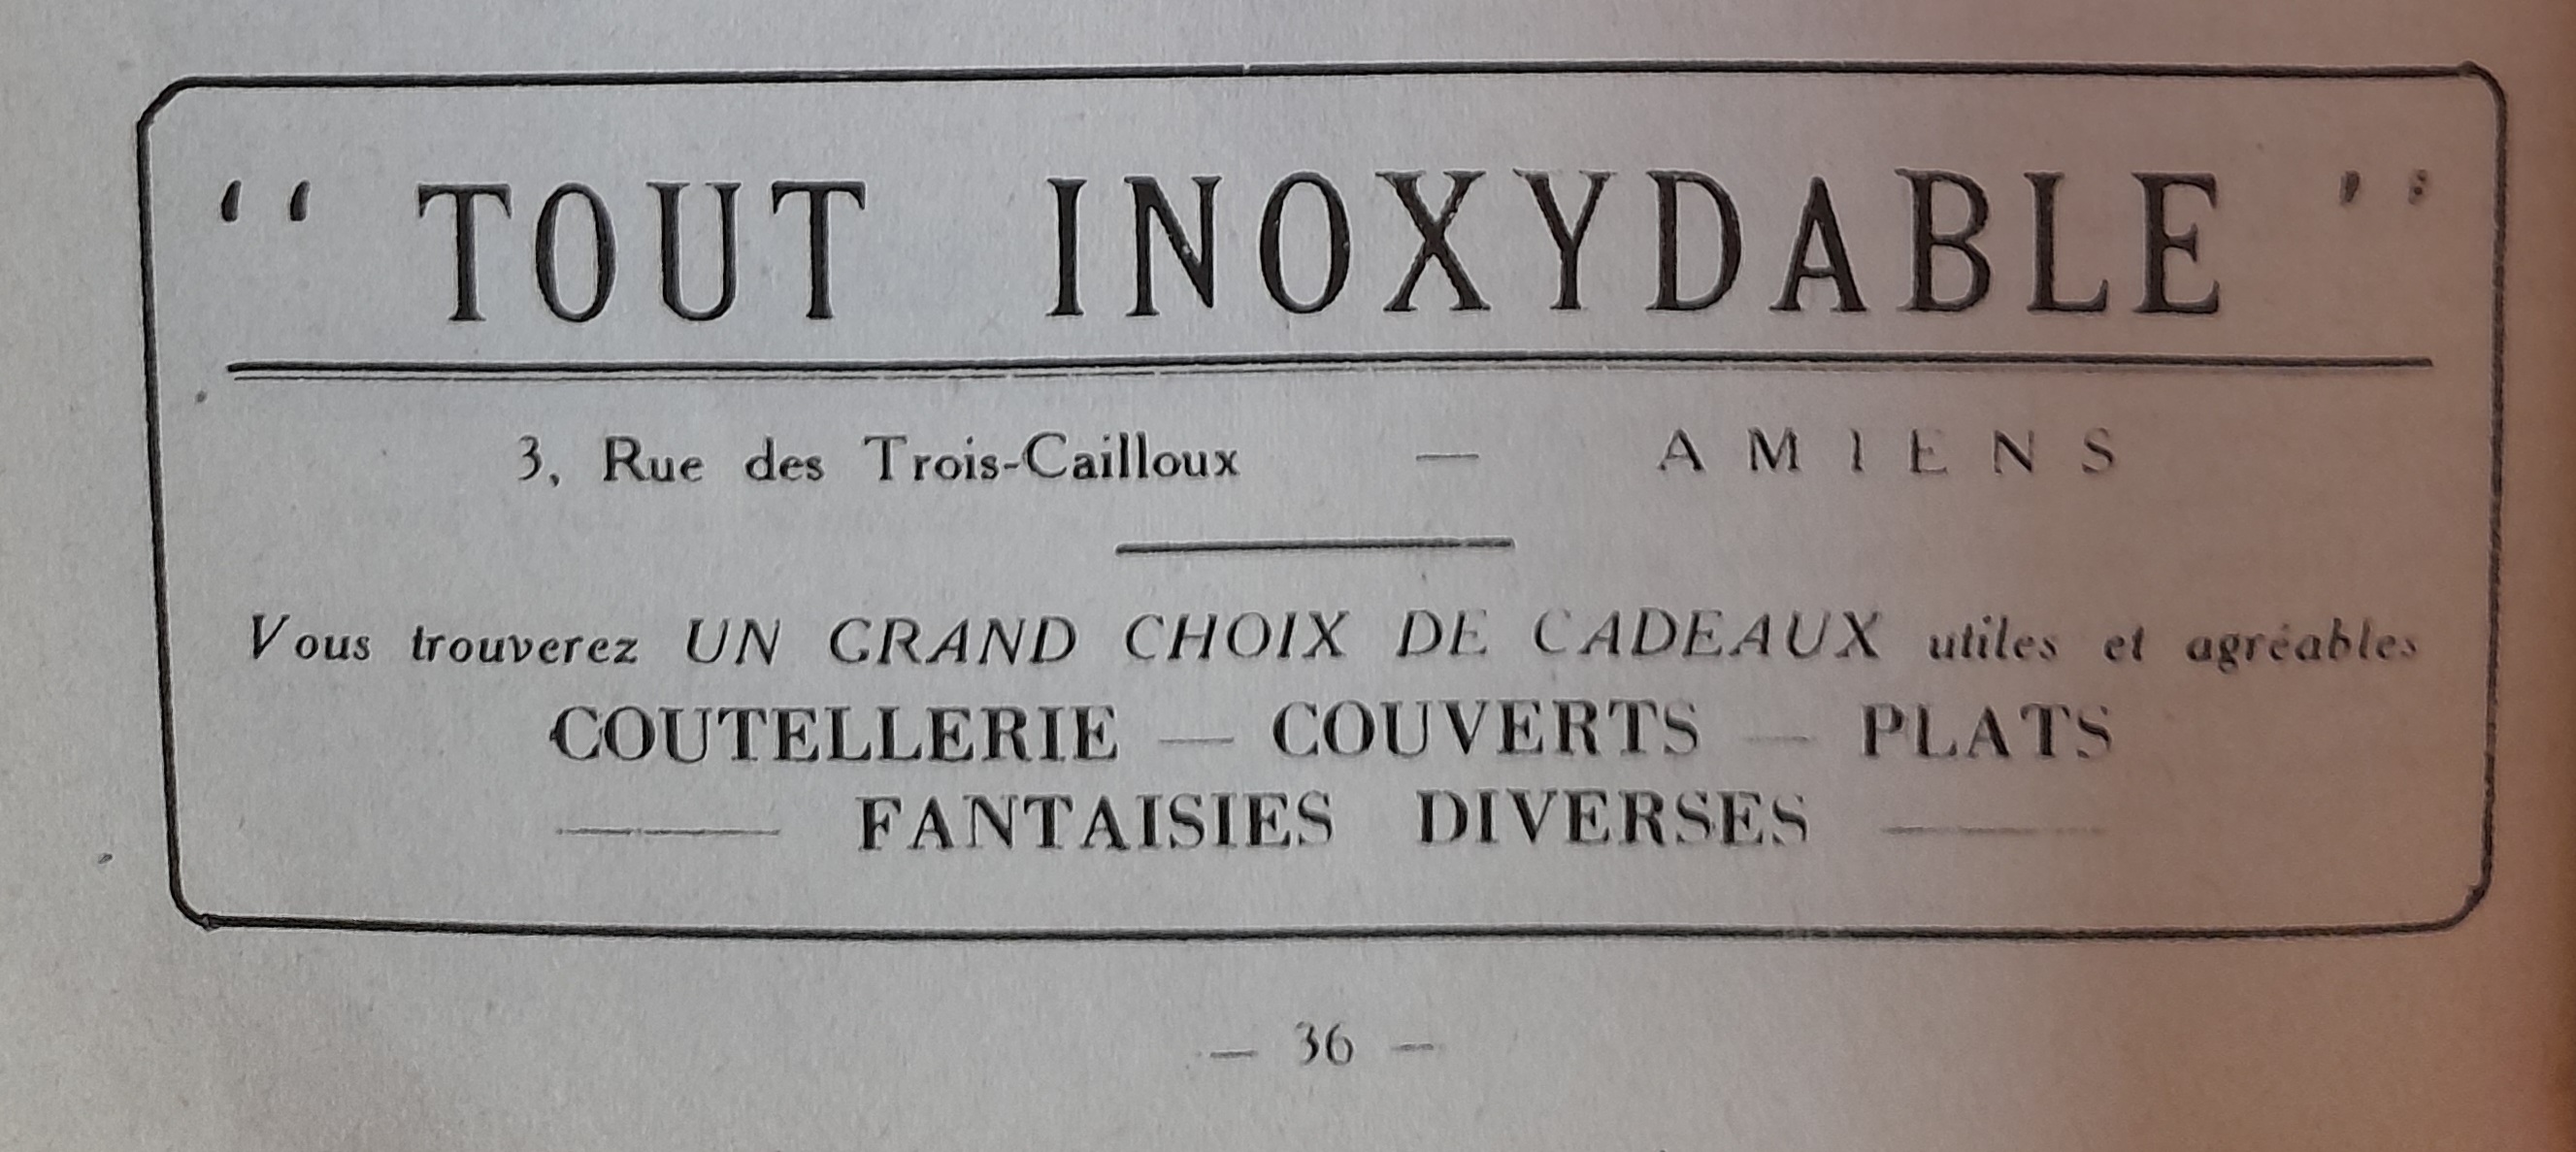 ‘‘ TOUT INOXYDABLE ’’
3, Rue des Trois-Cailloux — AMIENS
Vous trouverez UN GRAND CHOIX DE CADEAUX utiles et agréables
COUTELLERIE — COUVERTS — PLATS
—— FANTAISIES DIVERSES ——
— 36 —